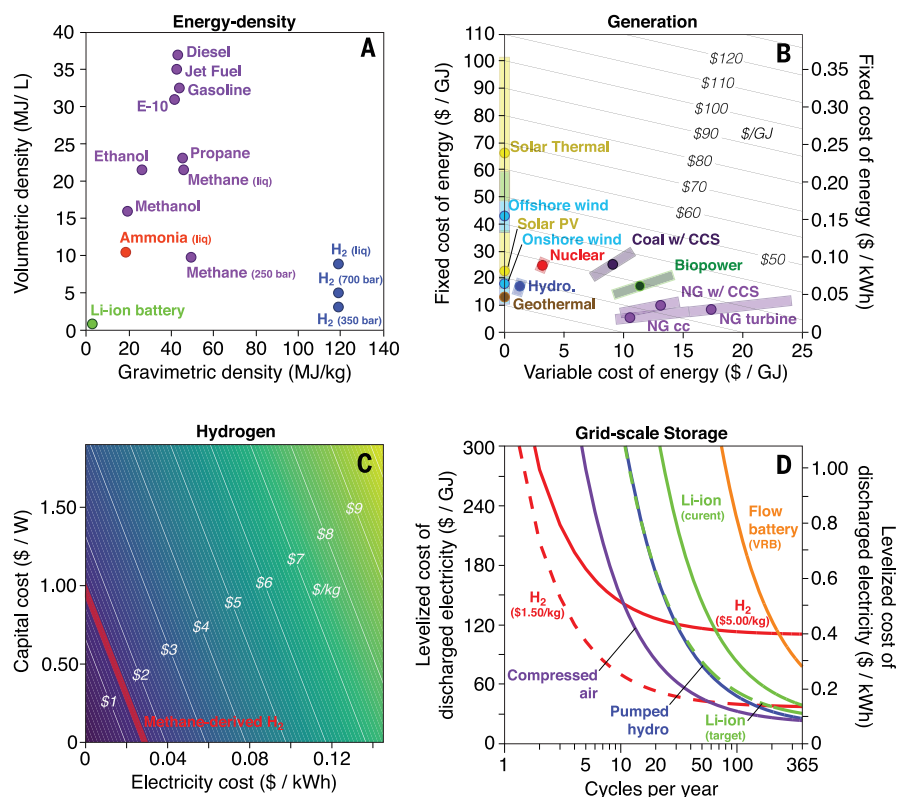 Energy-density
A
Volumetric density (MJ/ L)
40
35
30
25
20
15
10
5
0
Diesel
Jet Fuel
Gasoline
E-10
Ethanol
Propane
Methane (liq)
Methanol
Ammonia (liq)
Methane (250 bar)
H2 (liq)
H2 (700 bar)
H2 (350 bar)
Li-ion battery
0 20 40 60 80 100 120 140
Gravimetric density (MJ/kg)
Generation
B
Fixed cost of energy ($ / GJ)
110
100
90
80
70
60
50
40
30
20
10
0
$120
$110
$100
$90 $/GJ
$80
$70
$60
$50
Solar Thermal
Offshore wind
Solar PV
Onshore wind
Nuclear
Coal w/ CCS
Hydro.
Biopower
Geothermal
NG w/ CCS
NG cc
NG turbine
0.35
0.30
0.25
0.20
0.15
0.10
0.05
0
Fixed cost of
energy ($ / kWh)
0 5 10 15 20 25
Variable cost of energy ($ / GJ)
Hydrogen
C
Capital cost ($ / W)
1.50
1.00
0.50
0
$9
$8
$7
$/kg
$6
$5
$4
$3
$2
$1
Methane-derived H2
0 0.04 0.08 0.12
Electricity cost ($ / kWh)
Grid-scale Storage
D
Levelized cost of
discharged electricity ($ / GJ)
300
240
180
120
60
0
Li-ion
(curent)
Flow
battery
(VRB)
H2
($1.50/kg)
H2
($5.00/kg)
Compressed
air
Pumped
hydro
Li-ion
(target)
1.00
0.8
0.6
0.4
0.2
0
Levelized cost of
discharged electricity ($ / kWh)
1 5 10 20 100 365
Cycles per year